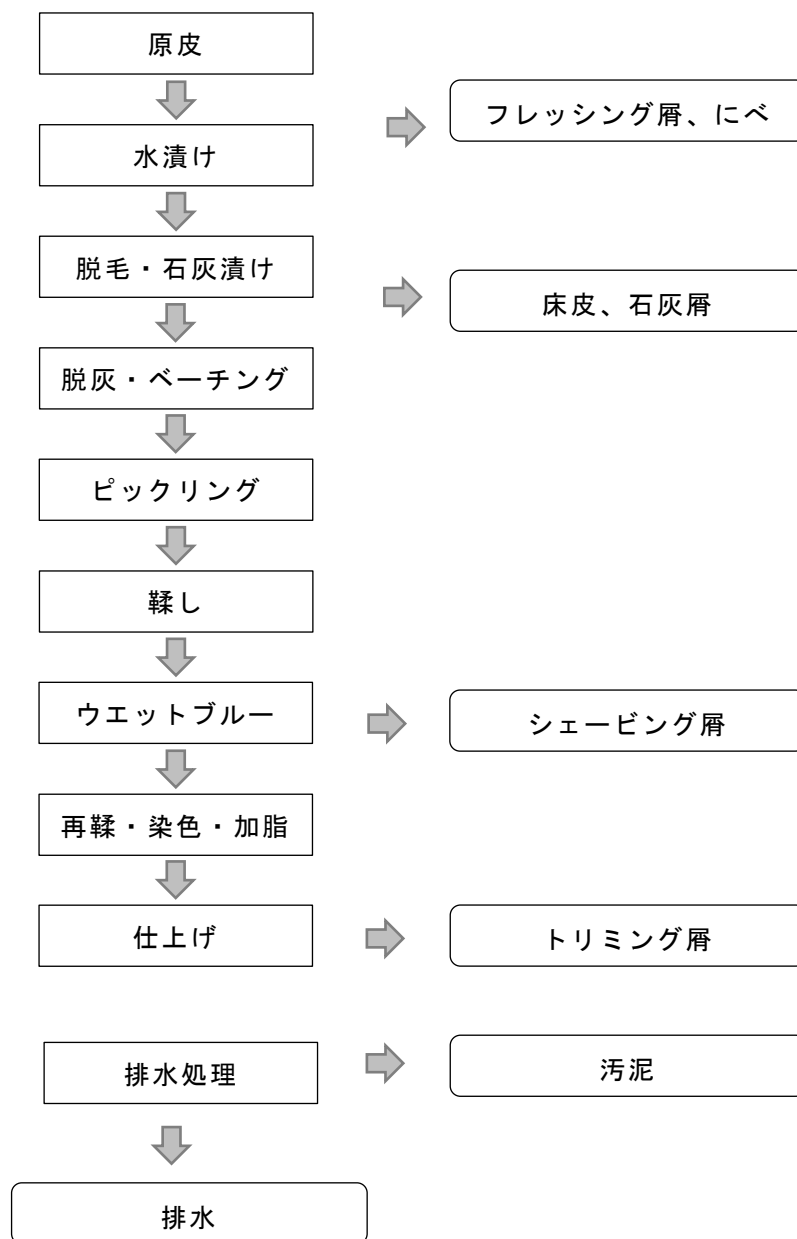 原皮
フレッシング屑、にべ
水漬け
脱毛・石灰漬け
床皮、石灰屑
脱灰・ベーチング
ピックリング
鞣し
ウエットブルー
シェービング屑
再鞣・染色・加脂
仕上げ
トリミング屑
排水処理
汚泥
排水